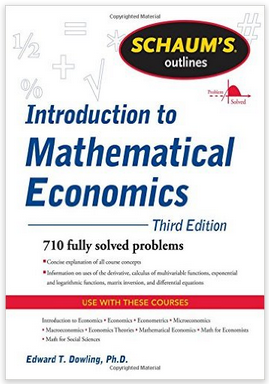 SCHAUM'S
outlines
Problem
Solved
Introduction to
Mathematical
Economics
Third Edition
710 fully solved problems
• Concise explanation of all course concepts
• Information on uses of the derivative, calculus of multivariable functions, exponential
and logarithmic functions, matrix inversion, and differential equations
USE WITH THESE COURSES
Introduction to Economics • Economics • Econometrics • Microeconomics
• Macroeconomics • Economics Theories • Mathematical Economics • Math for Economists
• Math for Social Sciences
Edward T. Dowling, Ph.D.